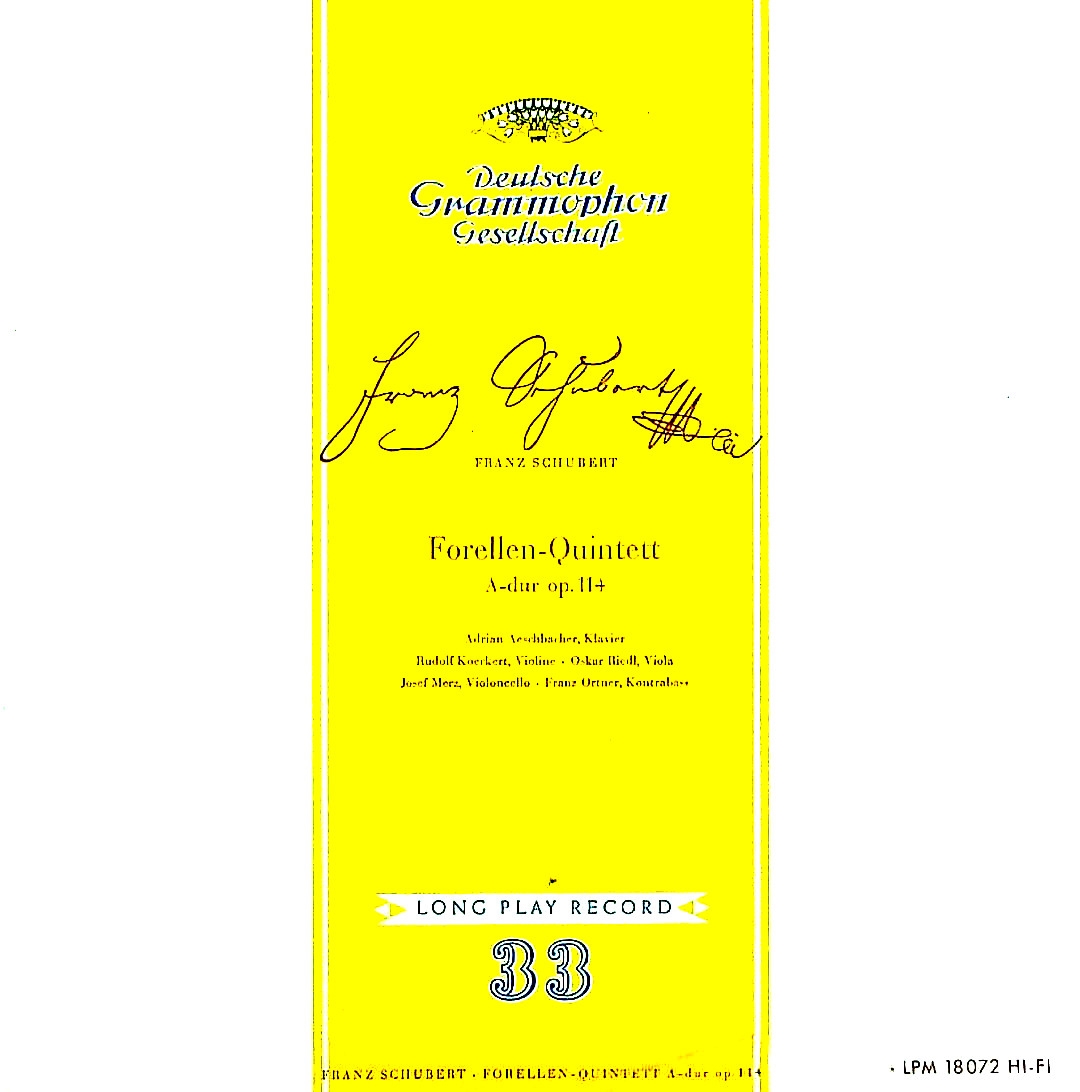 Deutsche
Grammophon
Gesellschaft
Franz Schubert
FRANZ SCHUBERT
Forellen-Quintett
A-dur op. 114
Adrian Aeschbacher, Klavier
Rudolf Koeckert, Violine · Oskar Riedl, Viola
Josef Merz, Violoncello · Franz Ortner, Kontrabass
LONG PLAY RECORD
33
FRANZ SCHUBERT · FORELLEN-QUINTETT A-dur op. 114
· LPM 18072 HI-FI